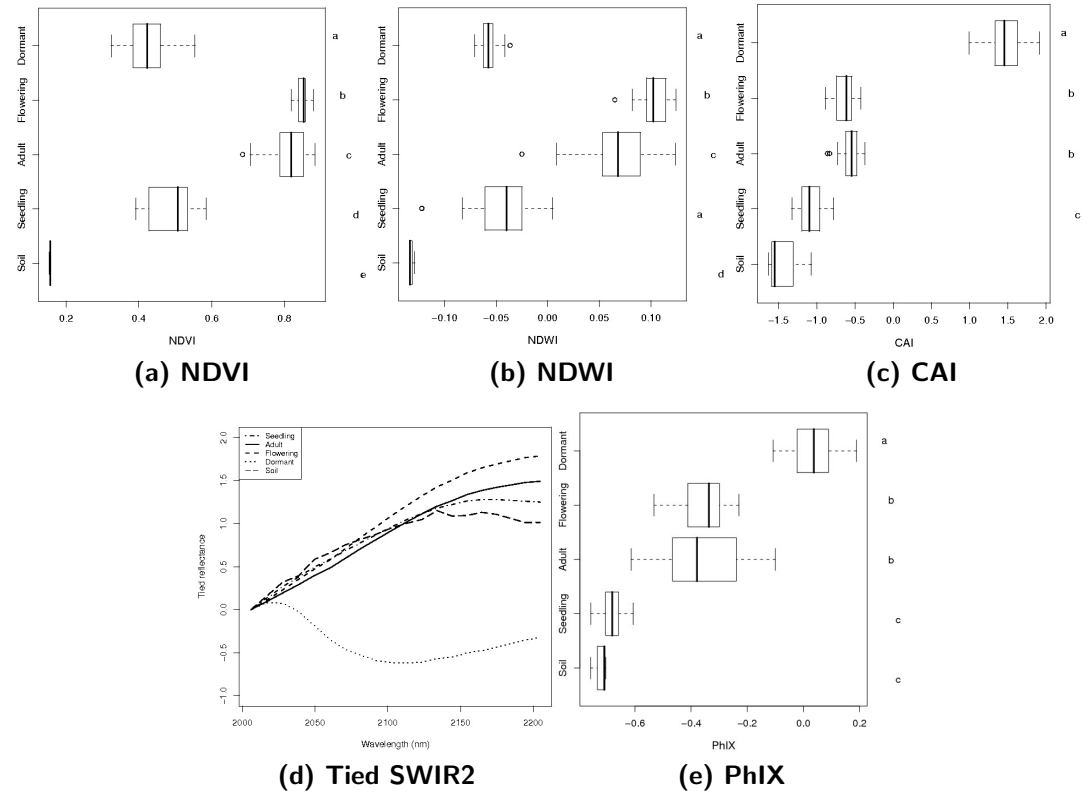 Dormant
Flowering
Adult
Seedling
Soil
a
b
c
d
e
0.2 0.4 0.6 0.8
NDVI
(a) NDVI
Dormant
Flowering
Adult
Seedling
Soil
a
b
c
a
d
−0.10 −0.05 0.00 0.05 0.10
NDWI
(b) NDWI
Dormant
Flowering
Adult
Seedling
Soil
a
b
b
c
−1.5 −1.0 −0.5 0.0 0.5 1.0 1.5 2.0
CAI
(c) CAI
Tied reflectance
2.0
1.5
1.0
0.5
0.0
−0.5
−1.0
Seedling
Adult
Flowering
Dormant
Soil
2000 2050 2100 2150 2200
Wavelength (nm)
(d) Tied SWIR2
Dormant
Flowering
Adult
Seedling
Soil
a
b
b
c
c
−0.6 −0.4 −0.2 0.0 0.2
PhIX
(e) PhIX